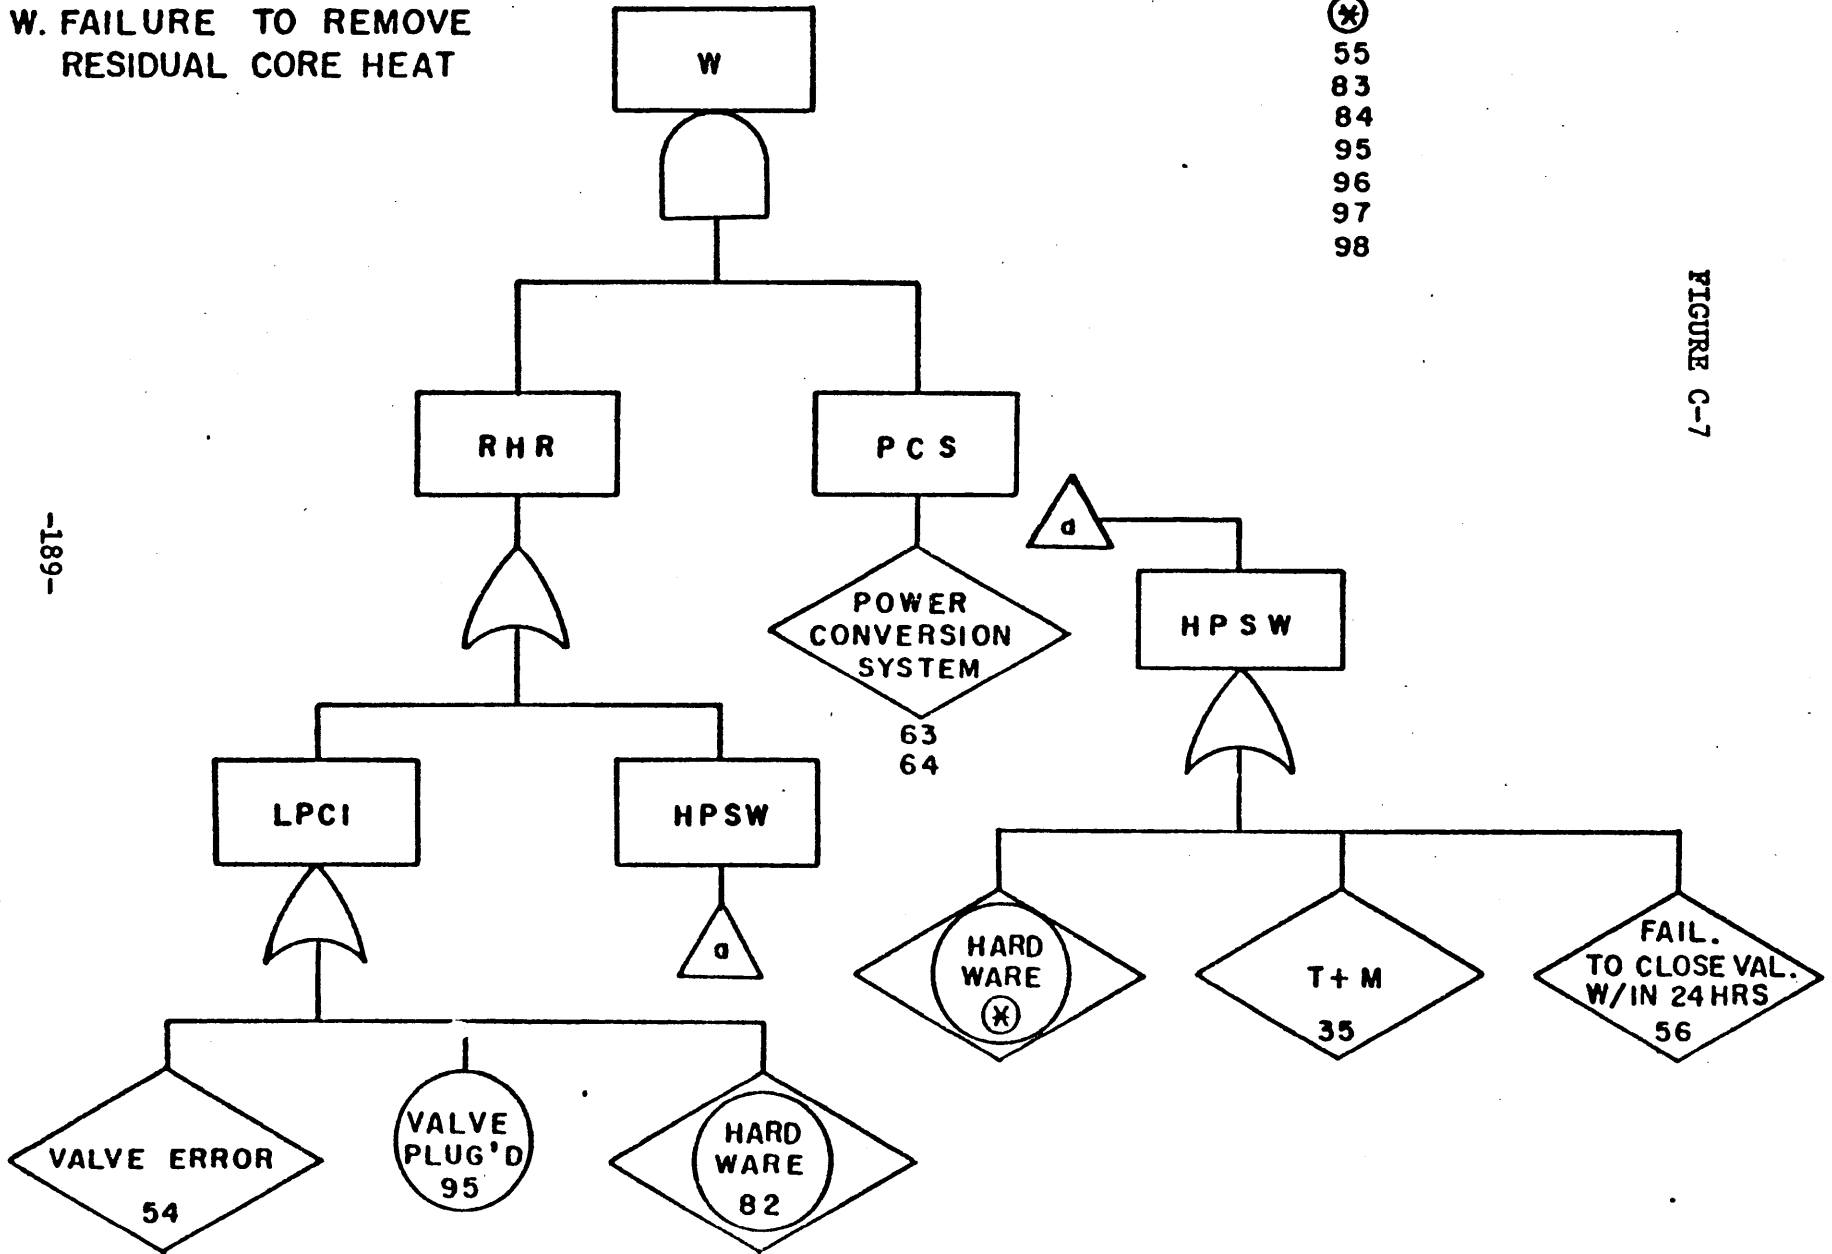 W. FAILURE TO REMOVE
RESIDUAL CORE HEAT
W
55
83
84
95
96
97
98
FIGURE C-7
-189-
RHR
PCS
a
HPSW
POWER
CONVERSION
SYSTEM
63
64
LPCI
HPSW
a
HARD
WARE
T+M
35
FAIL.
TO CLOSE VAL.
W/IN 24HRS
56
VALVE ERROR
54
VALVE
PLUG'D
95
HARD
WARE
82